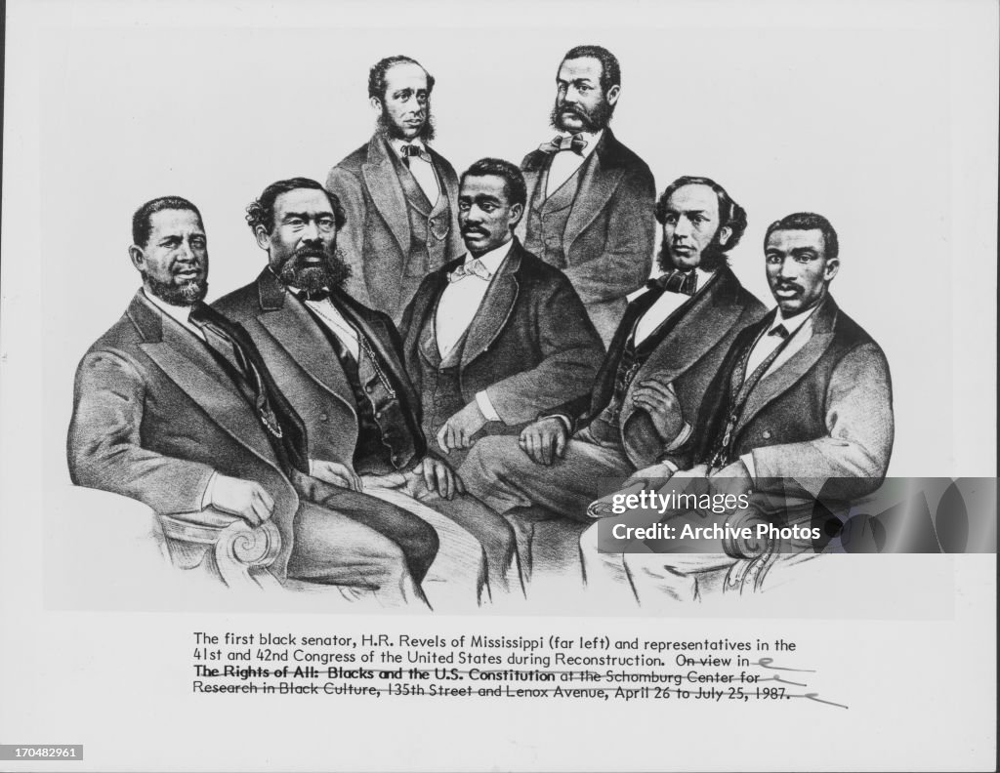 gettyimages®
Credit: Archive Photos
The first black senator, H.R. Revels of Mississippi (far left) and representatives in the
41st and 42nd Congress of the United States during Reconstruction. On view in
The Rights of All: Blacks and the U.S. Constitution at the Schomburg Center for
Research in Black Culture, 135th Street and Lenox Avenue, April 26 to July 25, 1987.
170482961